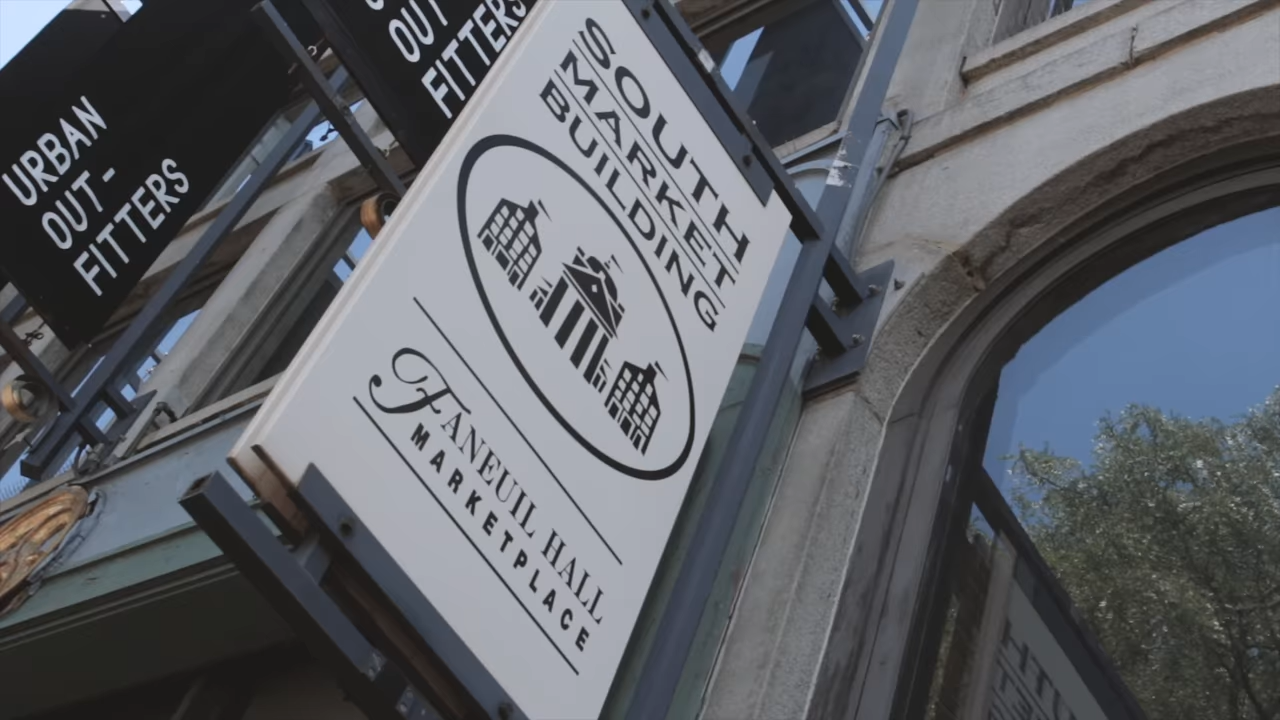 URBAN
OUT-
FITTERS
OUT
FITTERS
SOUTH
MARKET
BUILDING
FANEUIL HALL
MARKETPLACE